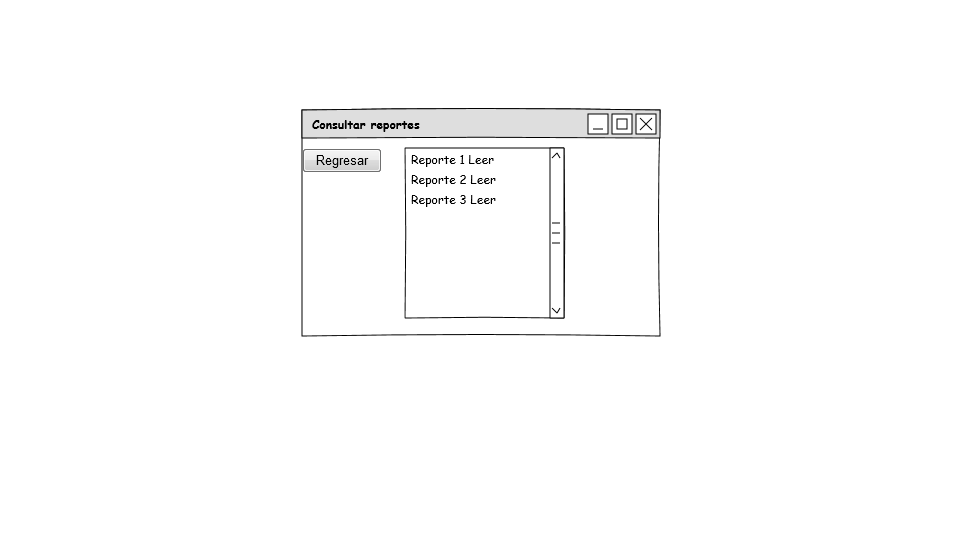 Consultar reportes
Regresar
Reporte 1 Leer
Reporte 2 Leer
Reporte 3 Leer